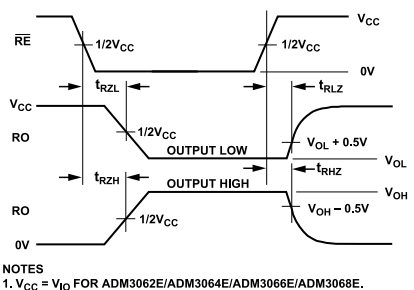 VCC
RE
1/2VCC
1/2VCC
0V
tRZL
tRLZ
VCC
RO
1/2VCC
VOL + 0.5V
OUTPUT LOW
VOL
tRZH
OUTPUT HIGH
tRHZ
VOH
RO
1/2VCC
VOH – 0.5V
0V
NOTES
1. VCC = VIO FOR ADM3062E/ADM3064E/ADM3066E/ADM3068E.